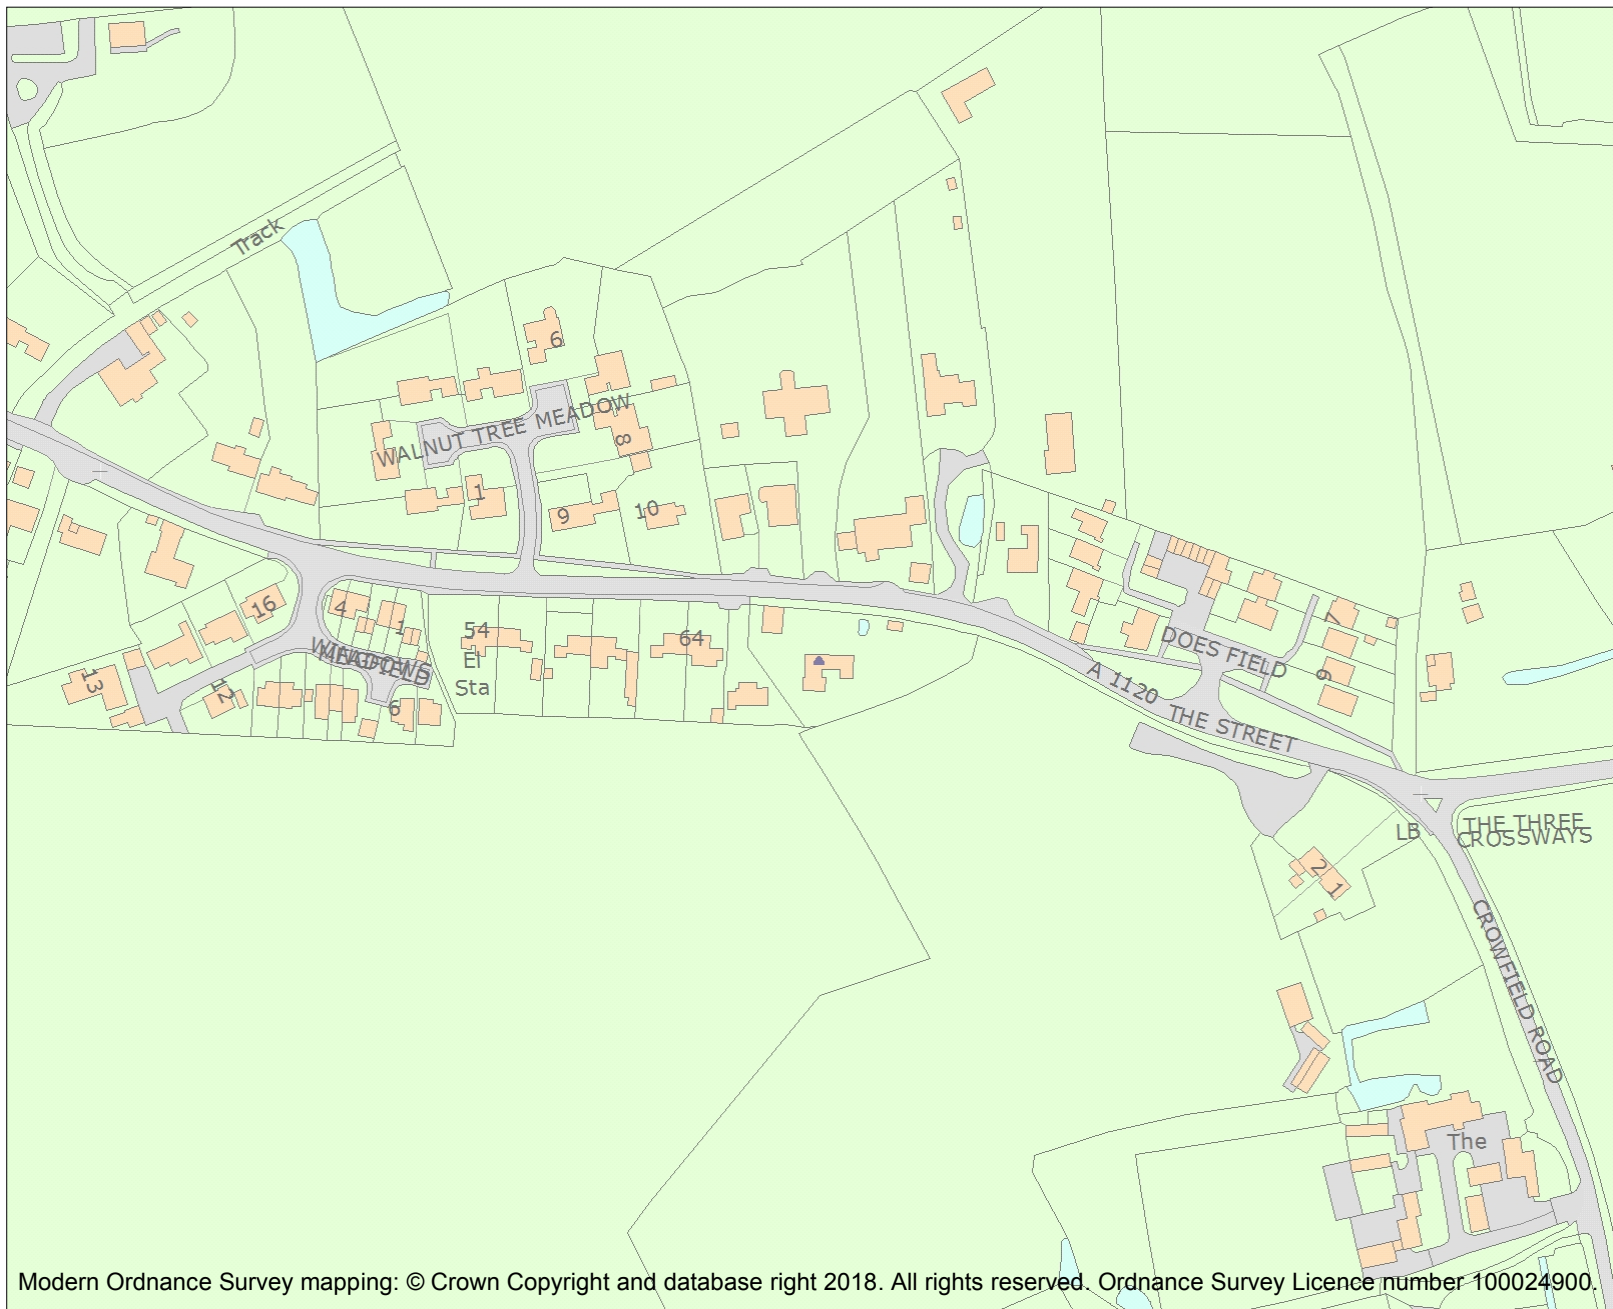 Track
6
WALNUT TREE MEADOW
8
1
9
10
16
4
1
WINGFIELD
MEADOWS
54
El
Sta
64
13
12
6
DOES FIELD
7
9
A 1120
THE STREET
LB
THE THREE
CROSSWAYS
2
1
CROWFIELD ROAD
The
Modern Ordnance Survey mapping: © Crown Copyright and database right 2018. All rights reserved. Ordnance Survey Licence number 100024900.